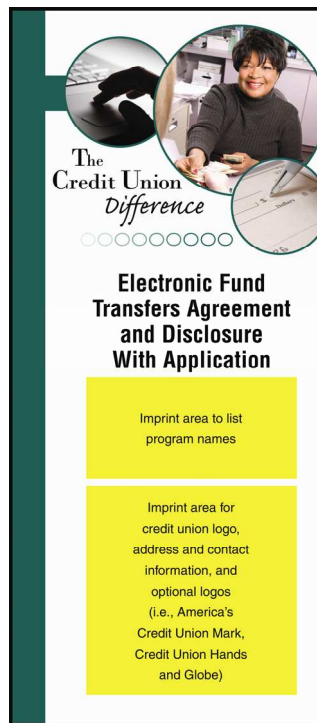 The
Credit Union
Difference
Electronic Fund
Transfers Agreement
and Disclosure
With Application
Imprint area to list
program names
Imprint area for
credit union logo,
address and contact
information, and
optional logos
(i.e., America's
Credit Union Mark,
Credit Union Hands
and Globe)
$
Dollars